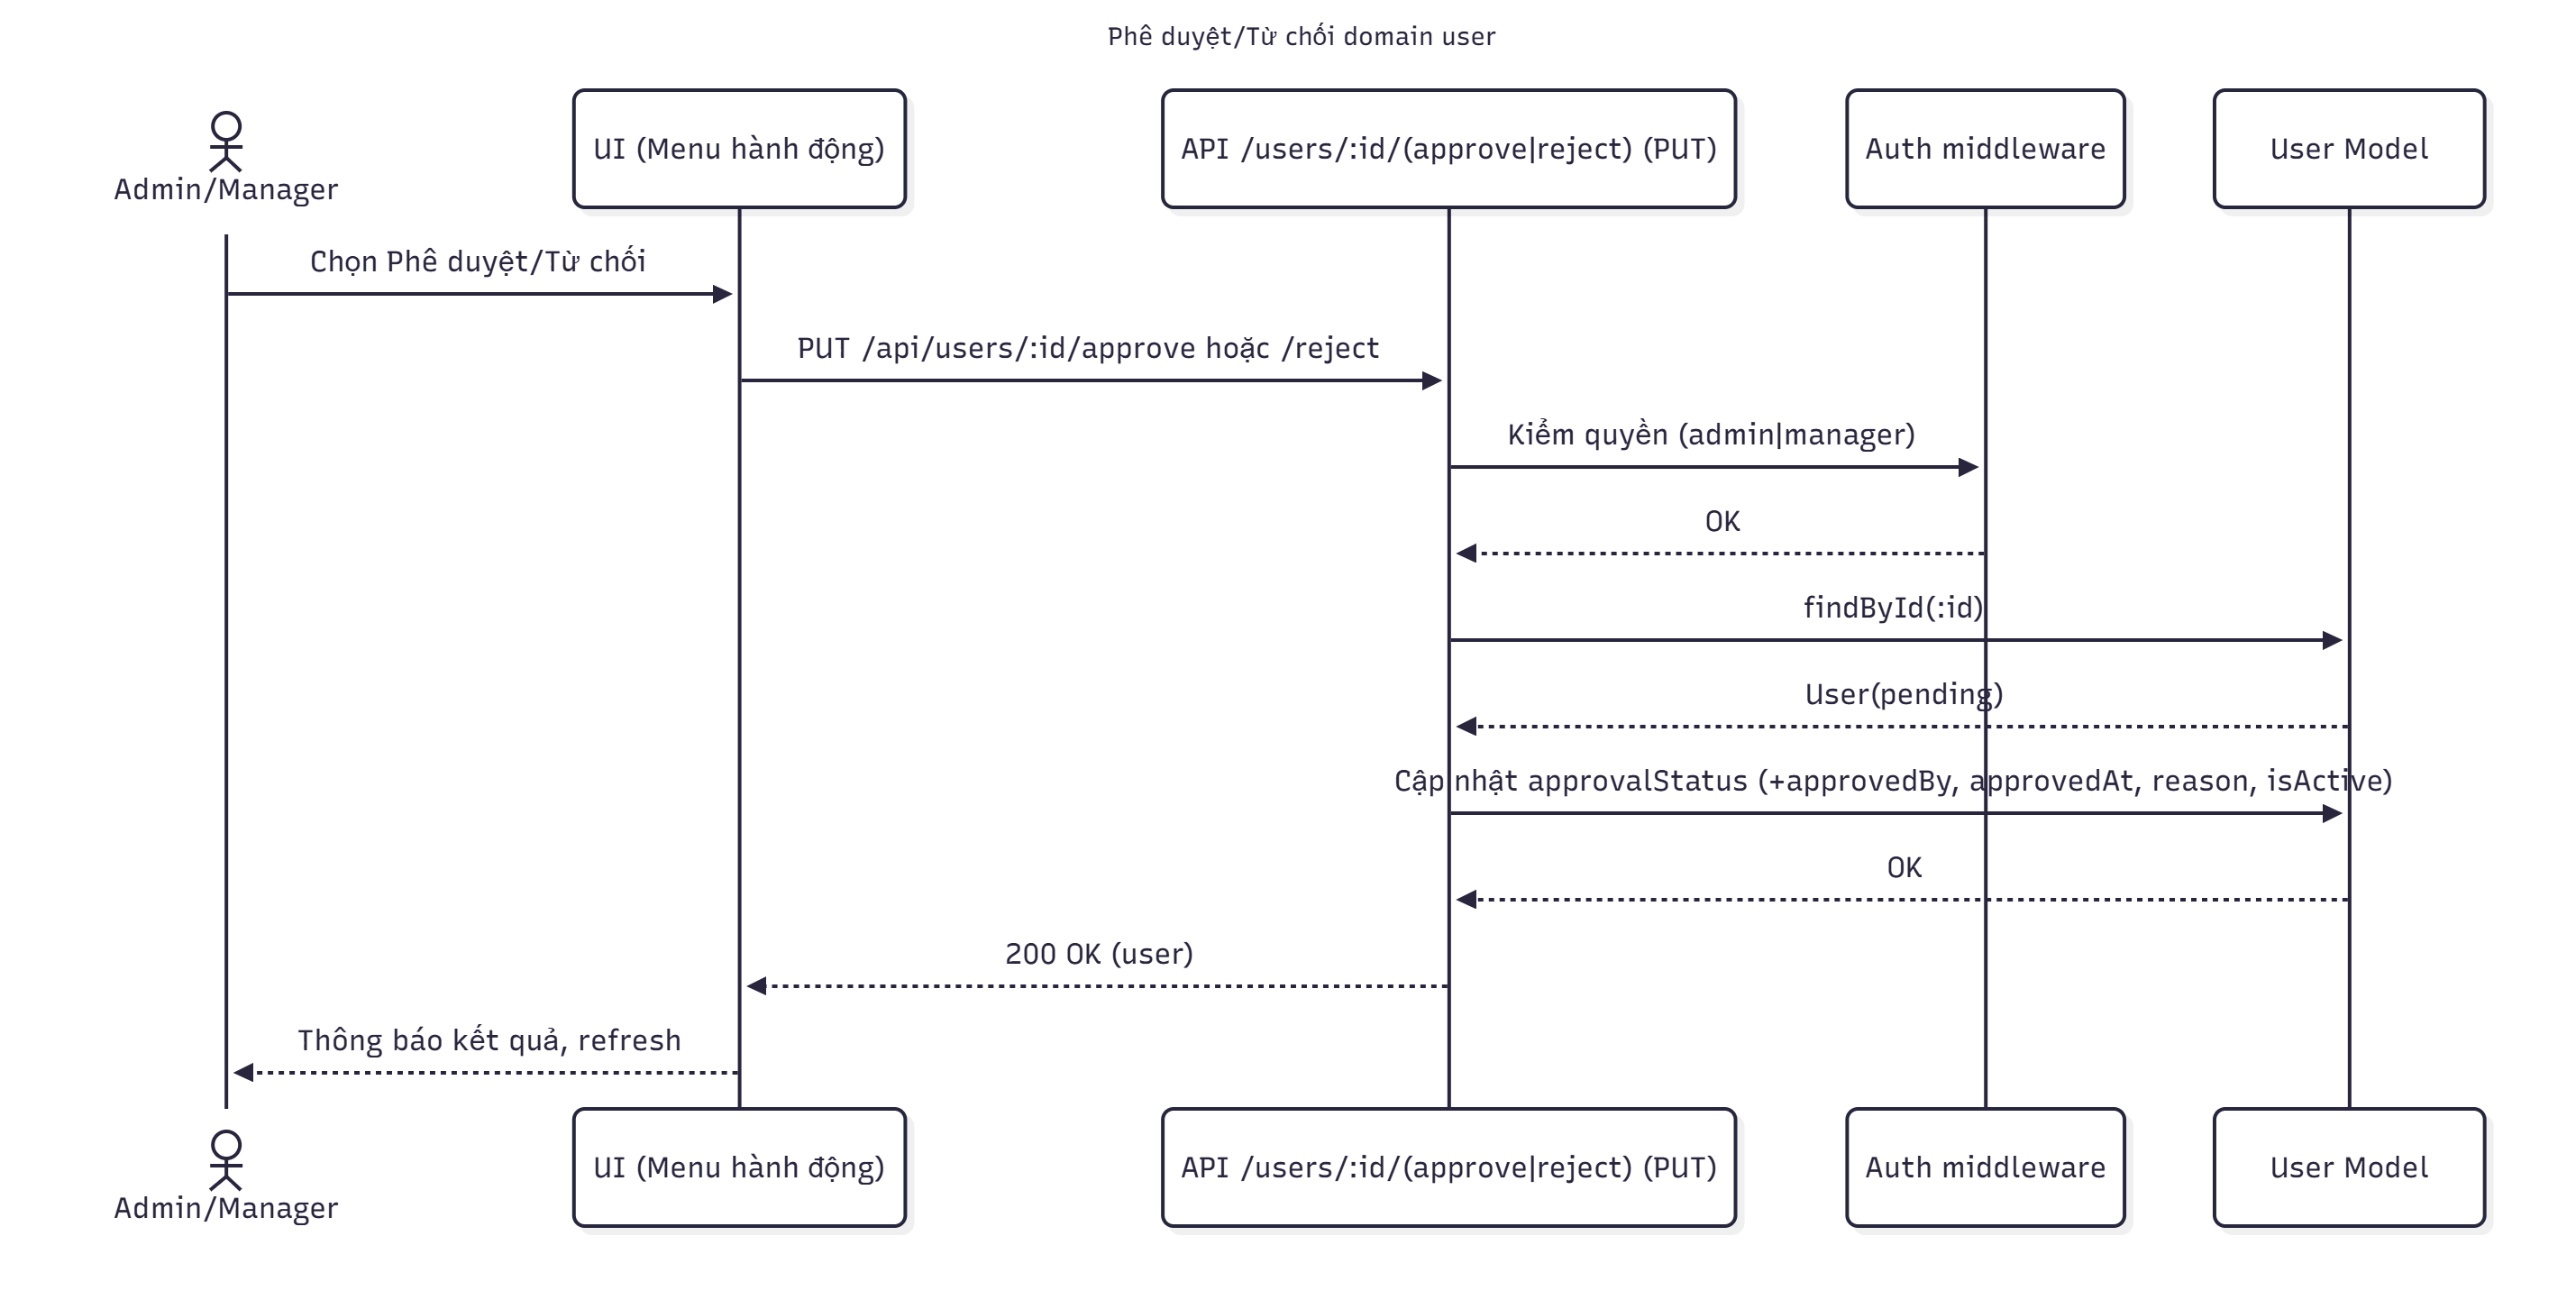 Phê duyệt/Từ chối domain user
Admin/Manager
UI (Menu hành động)
API /users/:id/(approve|reject) (PUT)
Auth middleware
User Model
Chọn Phê duyệt/Từ chối
PUT /api/users/:id/approve hoặc /reject
Kiểm quyền (admin|manager)
OK
findById(:id)
User(pending)
Cập nhật approvalStatus (+approvedBy, approvedAt, reason, isActive)
OK
200 OK (user)
Thông báo kết quả, refresh
Admin/Manager
UI (Menu hành động)
API /users/:id/(approve|reject) (PUT)
Auth middleware
User Model